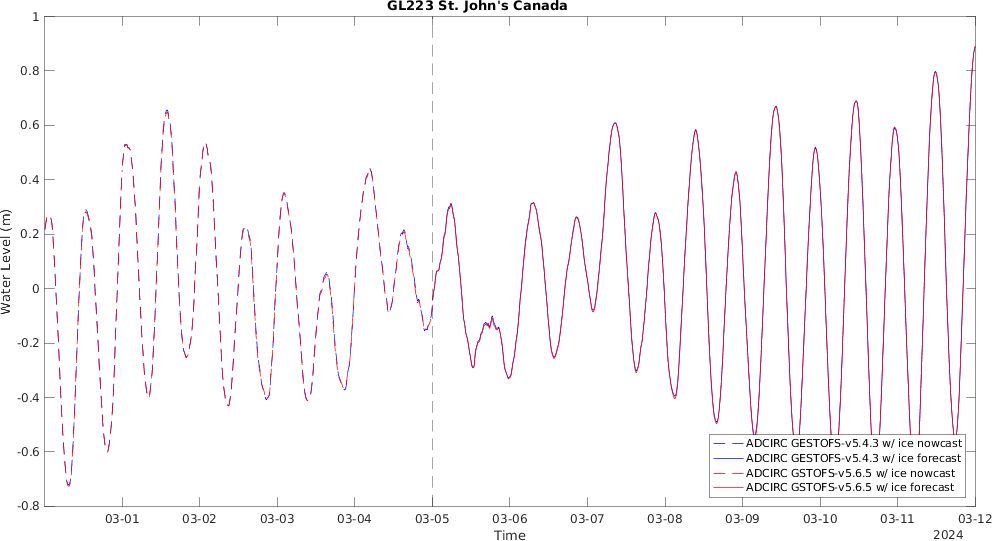 GL223 St. John's Canada
1
0.8
0.6
0.4
0.2
0
-0.2
-0.4
-0.6
-0.8
Water Level (m)
ADCIRC GESTOFS-v5.4.3 w/ ice nowcast
ADCIRC GESTOFS-v5.4.3 w/ ice forecast
ADCIRC GSTOFS-v5.6.5 w/ ice nowcast
ADCIRC GSTOFS-v5.6.5 w/ ice forecast
03-01 03-02 03-03 03-04 03-05 03-06 03-07 03-08 03-09 03-10 03-11 03-12
Time
2024